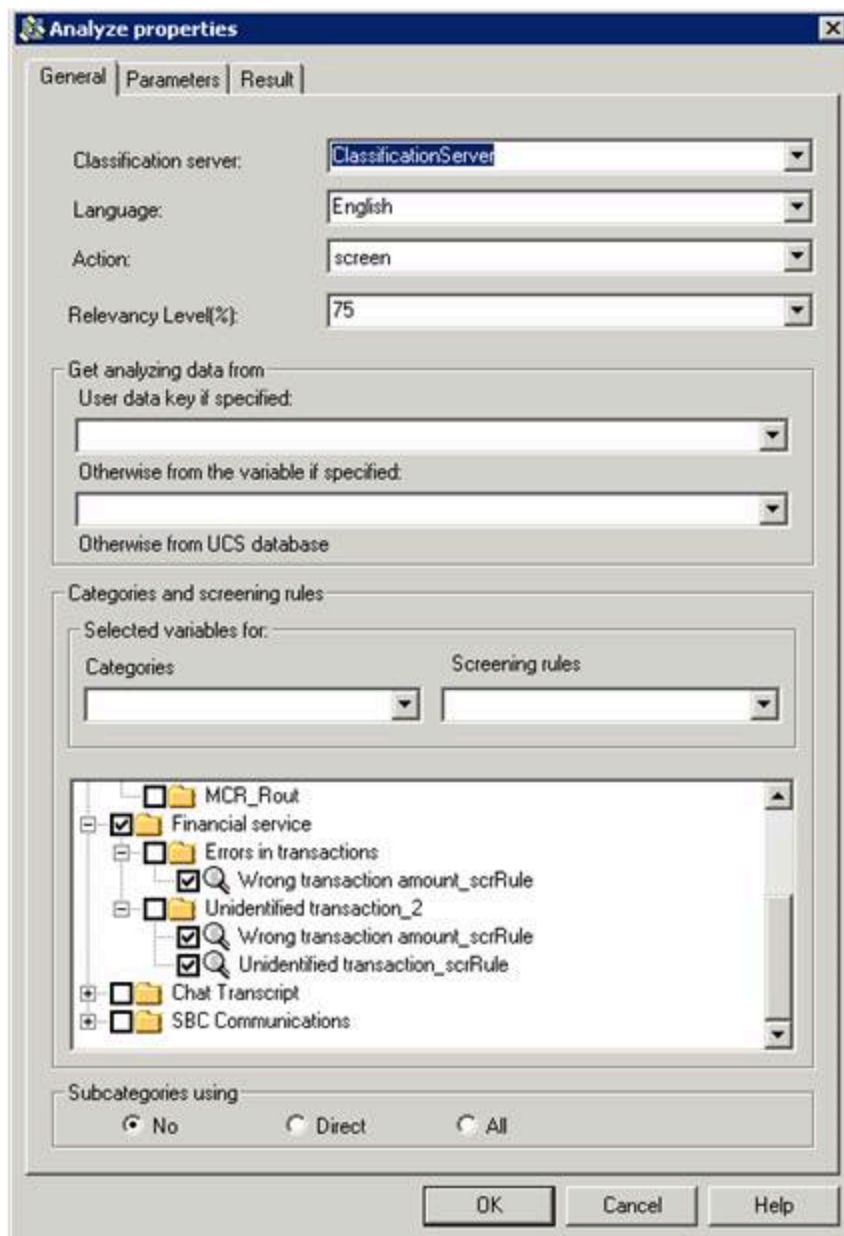 Analyze properties
General Parameters Result
Classification server: ClassificationServer
Language: English
Action: screen
Relevancy Level(%): 75
Get analyzing data from
User data key if specified:
Otherwise from the variable if specified:
Otherwise from UCS database
Categories and screening rules
Selected variables for:
Categories Screening rules
MCR_Rout
Financial service
Errors in transactions
Wrong transaction amount_scrRule
Unidentified transaction_2
Wrong transaction amount_scrRule
Unidentified transaction_scrRule
Chat Transcript
SBC Communications
Subcategories using
No Direct All
OK Cancel Help